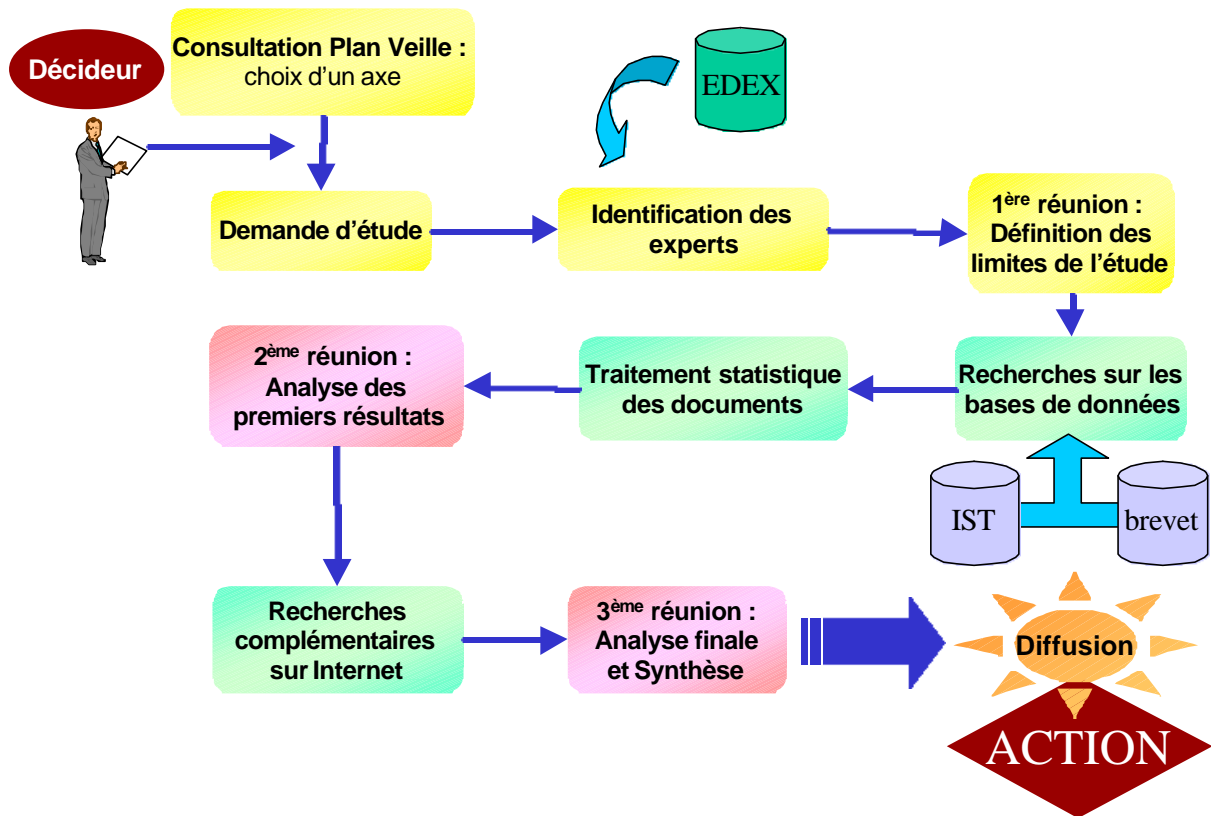 Décideur
Consultation Plan Veille :
choix d'un axe
EDEX
Demande d'étude
Identification des
experts
1ère réunion :
Définition des
limites de l'étude
2ème réunion :
Analyse des
premiers résultats
Traitement statistique
des documents
Recherches sur les
bases de données
IST
brevet
Recherches
complémentaires
sur Internet
3ème réunion :
Analyse finale
et Synthèse
Diffusion
ACTION